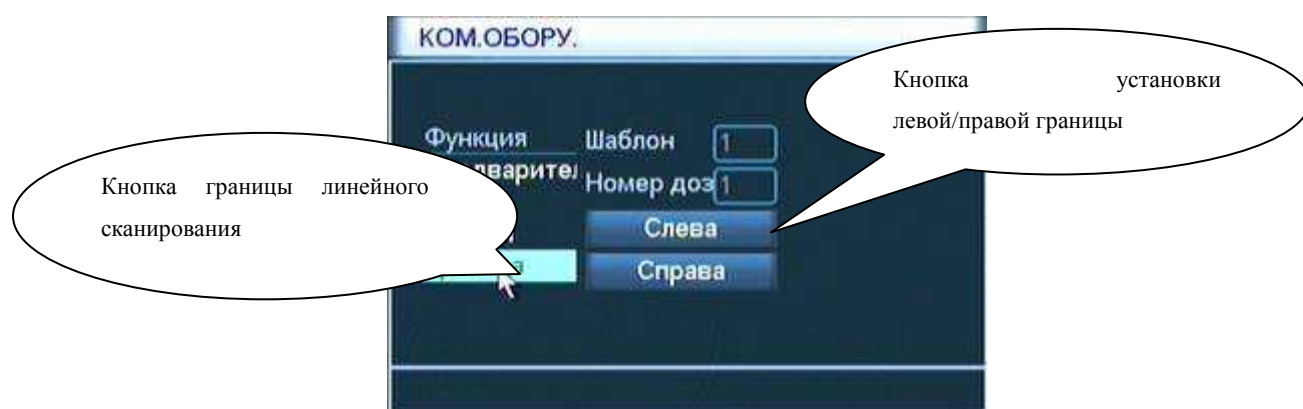 КОМ.ОБОРУ.
Кнопка установки
левой/правой границы
Функция Шаблон 1
Номер доз 1
Кнопка границы линейного
сканирования
Слева
Справа